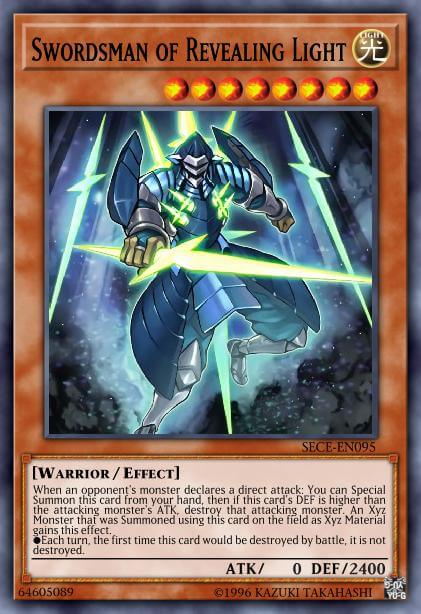 SWORDSMAN OF REVEALING LIGHT
LIGHT
光
SECE-EN095
[WARRIOR / EFFECT]
When an opponent's monster declares a direct attack: You can Special
Summon this card from your hand, then if this card's DEF is higher than
the attacking monster's ATK, destroy that attacking monster. An Xyz
Monster that was Summoned using this card on the field as Xyz Material
gains this effect.
●Each turn, the first time this card would be destroyed by battle, it is not
destroyed.
ATK/ 0 DEF/2400
64605089
©1996 KAZUKI TAKAHASHI